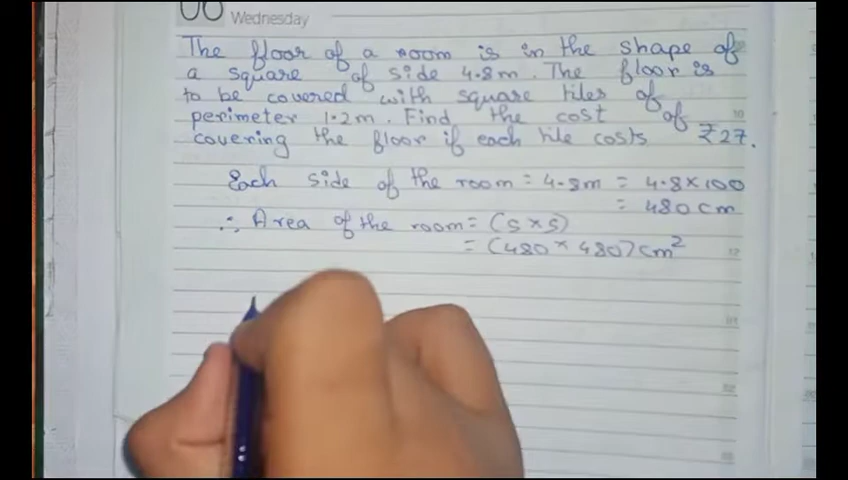 Wednesday
The floor of a room is in the shape of
a square of side 4.8m. The floor is
to be covered with square tiles of
perimeter 1.2m. Find the cost of
covering the floor if each tile costs ₹27.
Each side of the room = 4.8m = 4.8×100
= 480 cm
∴ Area of the room = (s×s)
= (480×480) cm²